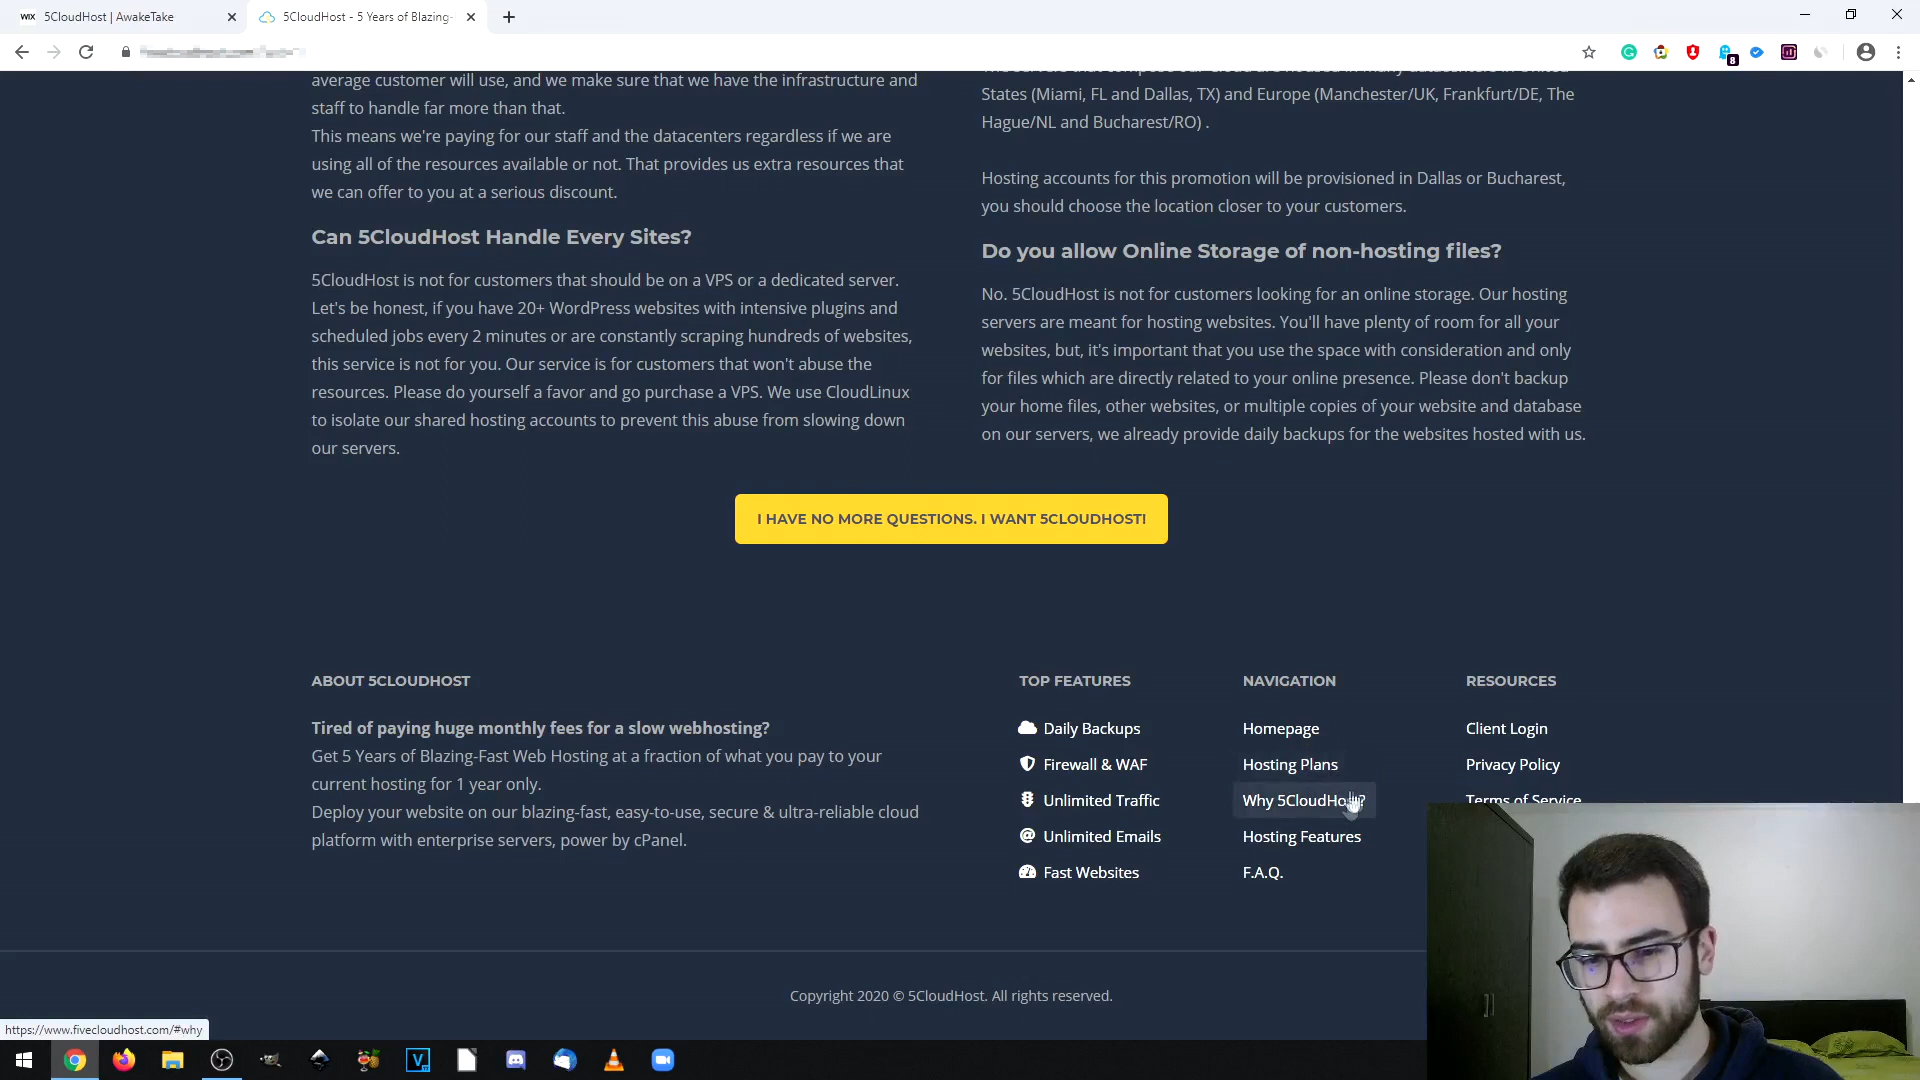 WIX 5CloudHost | AwakeTake
5CloudHost - 5 Years of Blazing-
8
average customer will use, and we make sure that we have the infrastructure and
staff to handle far more than that.
This means we're paying for our staff and the datacenters regardless if we are
using all of the resources available or not. That provides us extra resources that
we can offer to you at a serious discount.
Can 5CloudHost Handle Every Sites?
5CloudHost is not for customers that should be on a VPS or a dedicated server.
Let's be honest, if you have 20+ WordPress websites with intensive plugins and
scheduled jobs every 2 minutes or are constantly scraping hundreds of websites,
this service is not for you. Our service is for customers that won't abuse the
resources. Please do yourself a favor and go purchase a VPS. We use CloudLinux
to isolate our shared hosting accounts to prevent this abuse from slowing down
our servers.
States (Miami, FL and Dallas, TX) and Europe (Manchester/UK, Frankfurt/DE, The
Hague/NL and Bucharest/RO) .
Hosting accounts for this promotion will be provisioned in Dallas or Bucharest,
you should choose the location closer to your customers.
Do you allow Online Storage of non-hosting files?
No. 5CloudHost is not for customers looking for an online storage. Our hosting
servers are meant for hosting websites. You'll have plenty of room for all your
websites, but, it's important that you use the space with consideration and only
for files which are directly related to your online presence. Please don't backup
your home files, other websites, or multiple copies of your website and database
on our servers, we already provide daily backups for the websites hosted with us.
I HAVE NO MORE QUESTIONS. I WANT 5CLOUDHOST!
ABOUT 5CLOUDHOST
Tired of paying huge monthly fees for a slow webhosting?
Get 5 Years of Blazing-Fast Web Hosting at a fraction of what you pay to your
current hosting for 1 year only.
Deploy your website on our blazing-fast, easy-to-use, secure & ultra-reliable cloud
platform with enterprise servers, power by cPanel.
TOP FEATURES
Daily Backups
Firewall & WAF
Unlimited Traffic
Unlimited Emails
Fast Websites
NAVIGATION
Homepage
Hosting Plans
Why 5CloudHost?
Hosting Features
F.A.Q.
RESOURCES
Client Login
Privacy Policy
Terms of Service
Copyright 2020 © 5CloudHost. All rights reserved.
https://www.fivecloudhost.com/#why
V